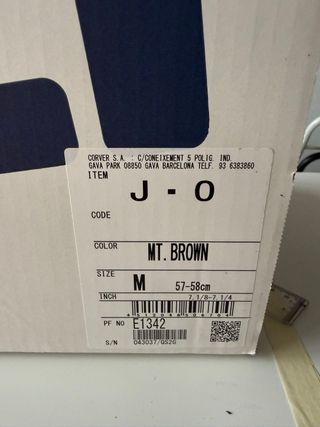 CORVER S.A. : C/CONEIXEMENT 5 POLIG. IND.
GAVA PARK 08850 GAVA BARCELONA TELF. 93 6383860
ITEM
J - O
CODE
COLOR
MT. BROWN
SIZE
M 57-58cm
INCH 7.1/8-7.1/4
PF NO E1342
S/N 043037/QS2G